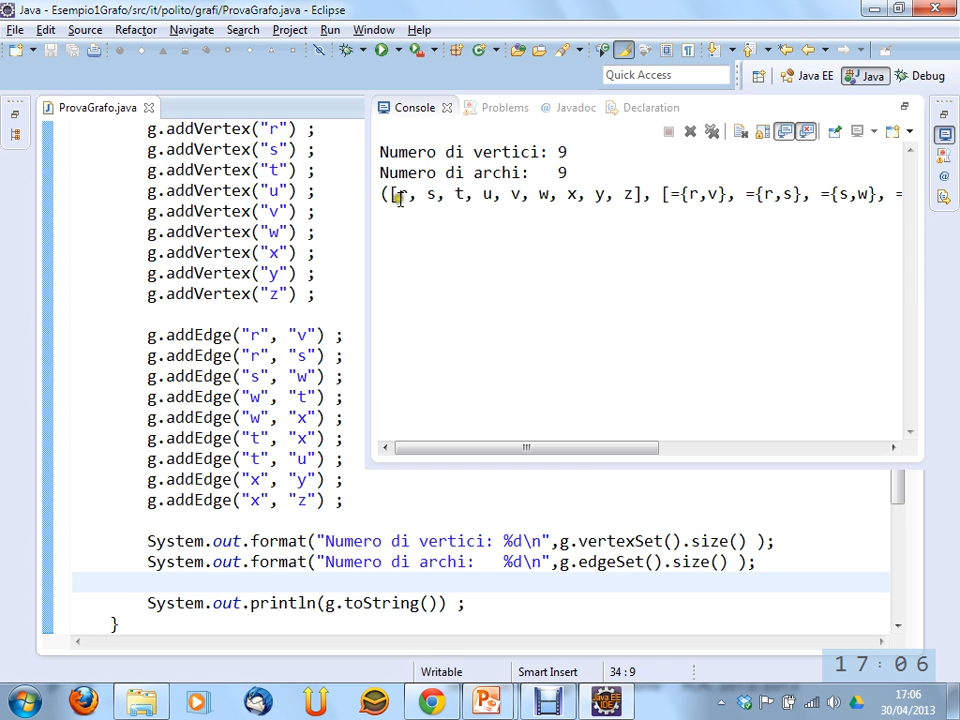 Java - Esempio1Grafo/src/it/polito/grafi/ProvaGrafo.java - Eclipse
File Edit Source Refactor Navigate Search Project Run Window Help
Quick Access
Java EE Java Debug
ProvaGrafo.java
g.addVertex("r") ;
g.addVertex("s") ;
g.addVertex("t") ;
g.addVertex("u") ;
g.addVertex("v") ;
g.addVertex("w") ;
g.addVertex("x") ;
g.addVertex("y") ;
g.addVertex("z") ;
g.addEdge("r", "v") ;
g.addEdge("r", "s") ;
g.addEdge("s", "w") ;
g.addEdge("w", "t") ;
g.addEdge("w", "x") ;
g.addEdge("t", "x") ;
g.addEdge("t", "u") ;
g.addEdge("x", "y") ;
g.addEdge("x", "z") ;
System.out.format("Numero di vertici: %d\n",g.vertexSet().size() );
System.out.format("Numero di archi:   %d\n",g.edgeSet().size() );
System.out.println(g.toString()) ;
}
Console Problems @ Javadoc Declaration
Numero di vertici: 9
Numero di archi:   9
([r, s, t, u, v, w, x, y, z], [={r,v}, ={r,s}, ={s,w}, =
Writable Smart Insert 34 : 9
17:06
17:06
30/04/2013